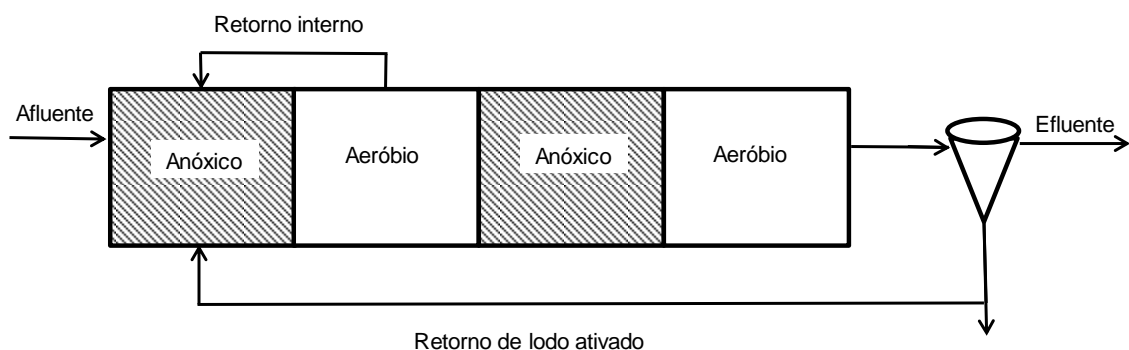 Retorno interno
Afluente
Anóxico
Aeróbio
Anóxico
Aeróbio
Efluente
Retorno de lodo ativado